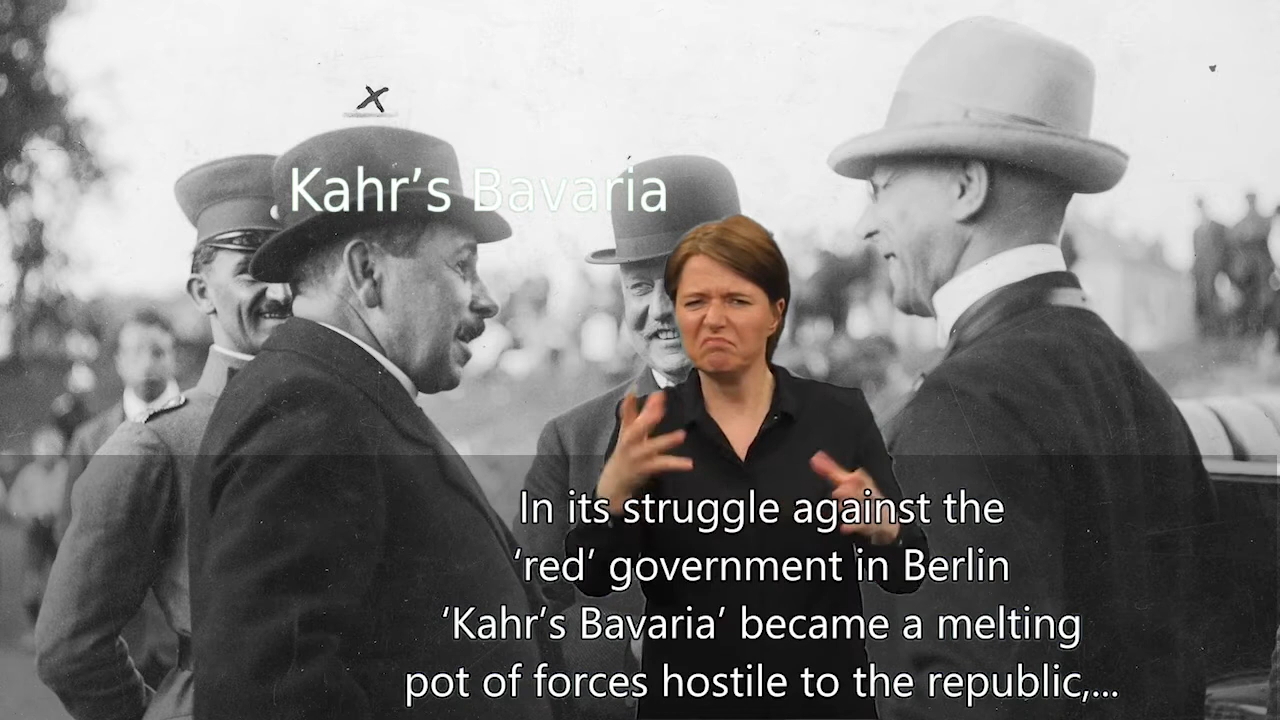 Kahr’s Bavaria
In its struggle against the
‘red’ government in Berlin
‘Kahr’s Bavaria’ became a melting
pot of forces hostile to the republic,...